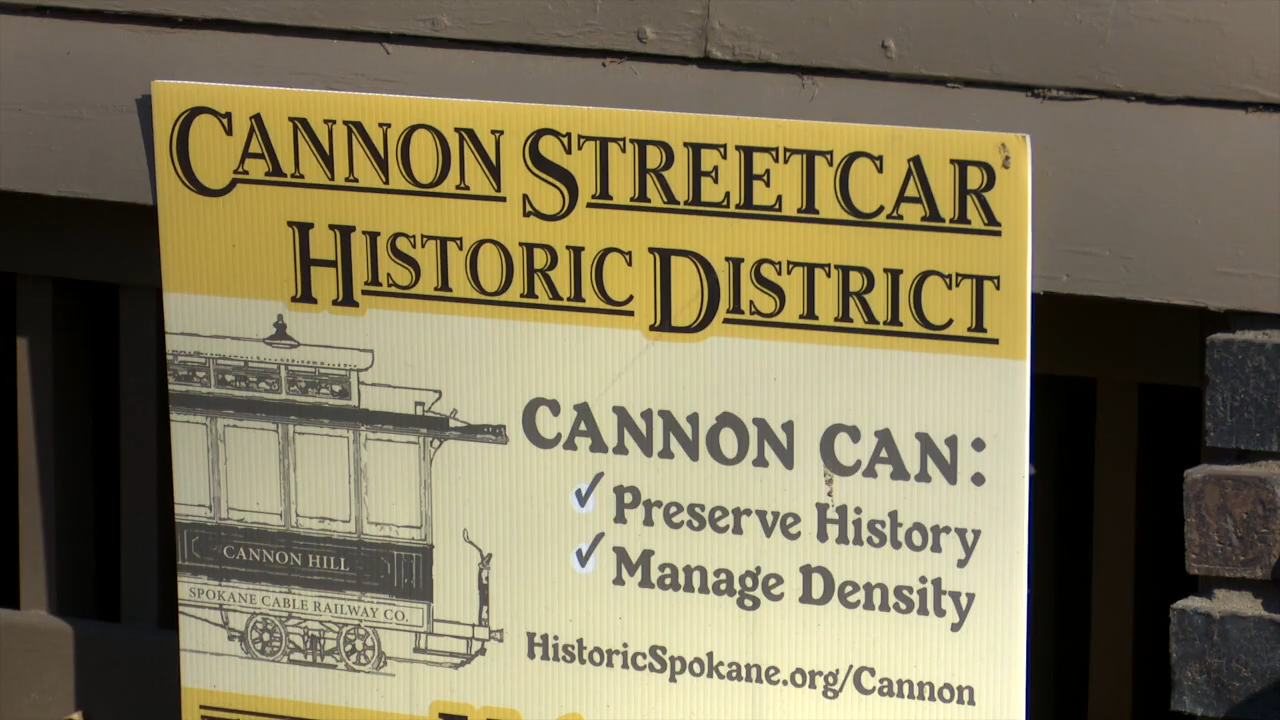 CANNON STREETCAR
HISTORIC DISTRICT
CANNON CAN:
✓ Preserve History
✓ Manage Density
HistoricSpokane.org/Cannon
CANNON HILL
SPOKANE CABLE RAILWAY CO.